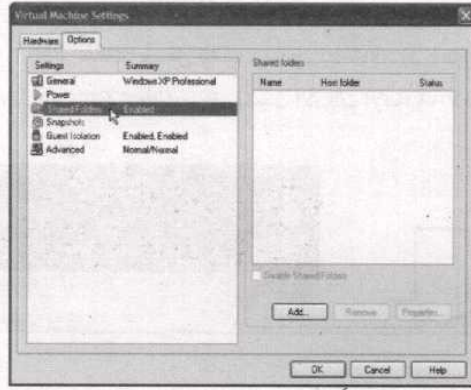 Virtual Machine Settings
Hardware Options
Settings Summary
General Windows XP Professional
Power
Shared Folders Enabled
Snapshots
Guest Isolation Enabled, Enabled
Advanced Normal/Normal
Shared folders
Name Host folder Status
Disable Shared Folders
Add... Remove Properties...
OK Cancel Help